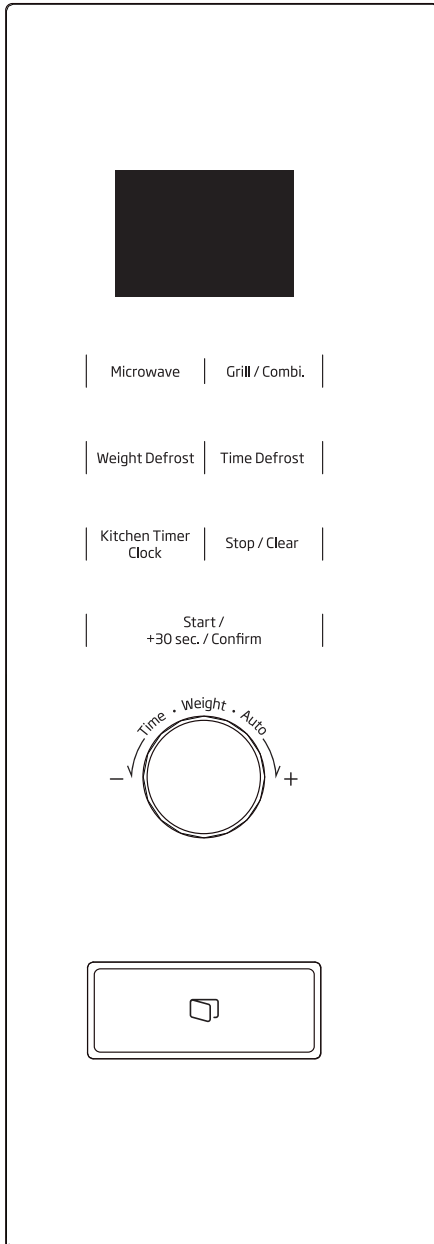 Microwave
Grill / Combi.
Weight Defrost
Time Defrost
Kitchen Timer
Clock
Stop / Clear
Start /
+30 sec. / Confirm
Time . Weight . Auto
− +